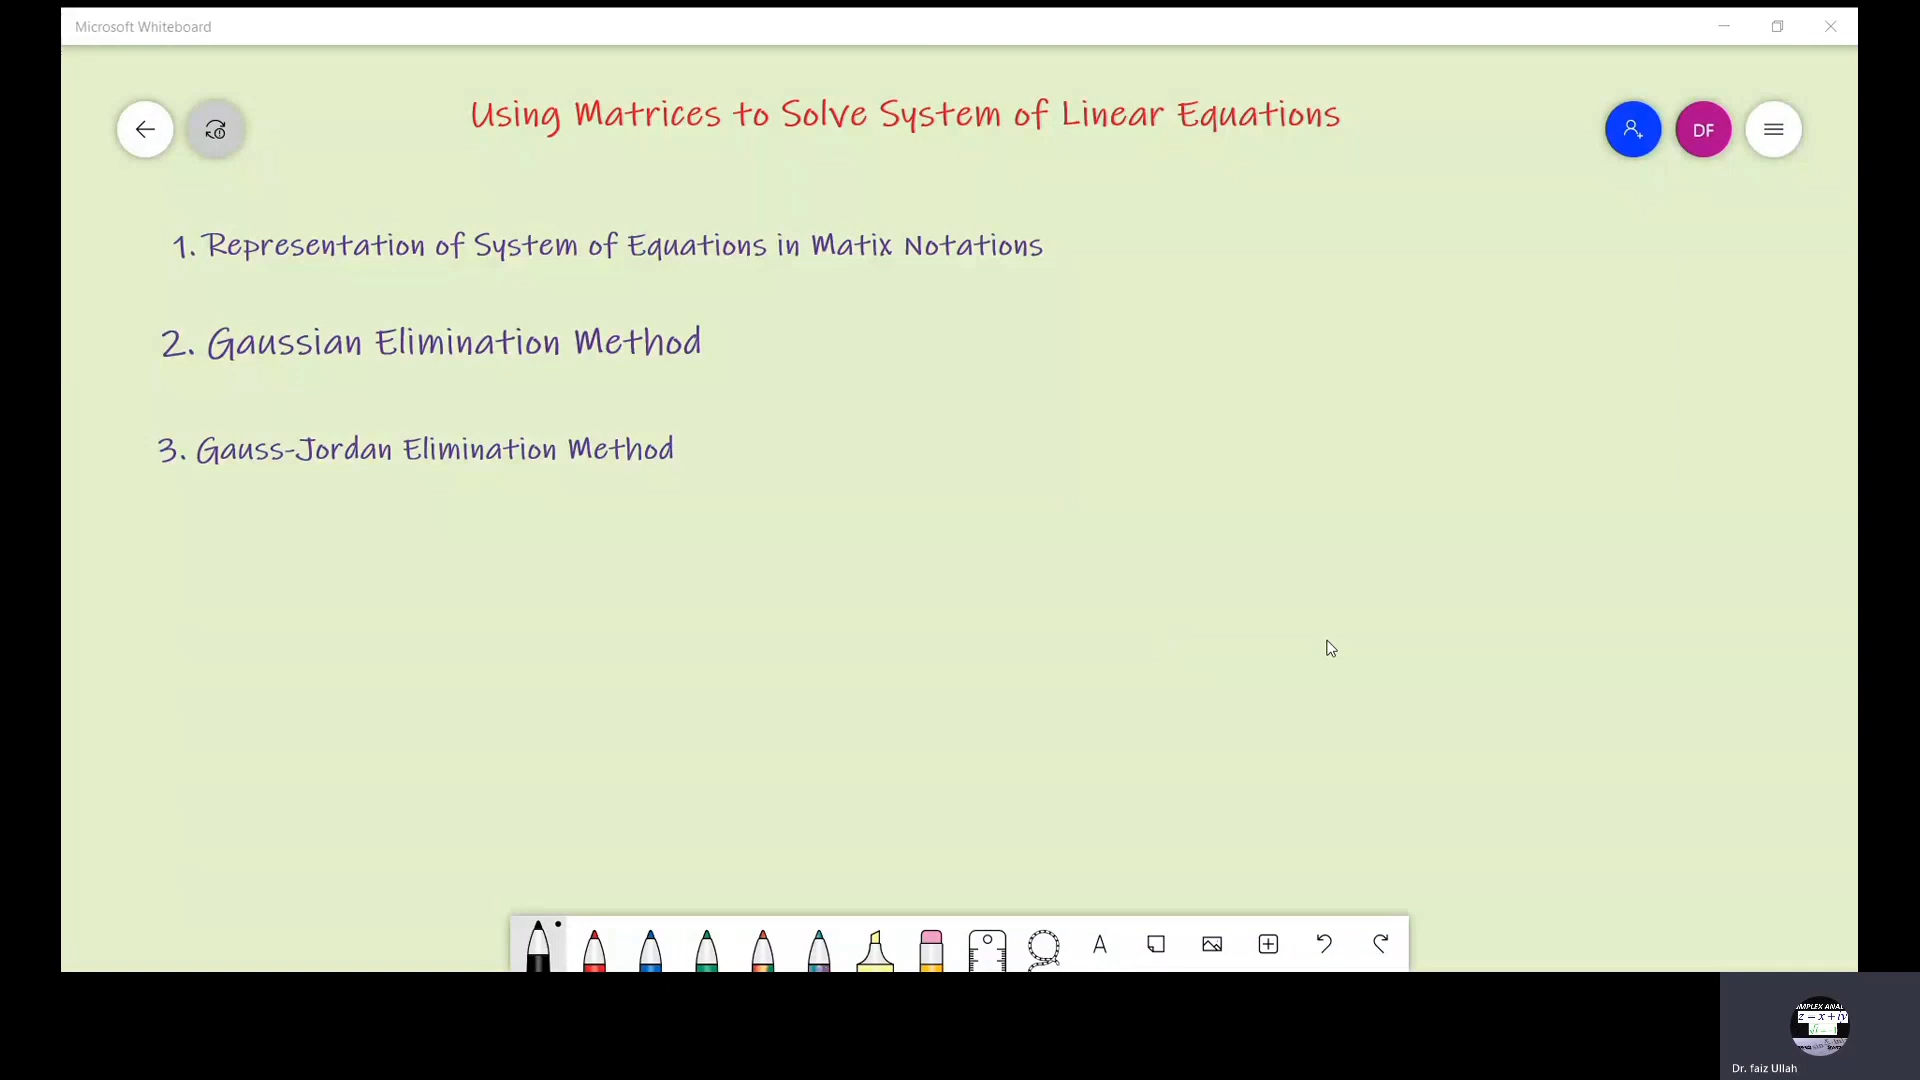 Microsoft Whiteboard
Using Matrices to Solve System of Linear Equations
DF
1. Representation of System of Equations in Matix Notations
2. Gaussian Elimination Method
3. Gauss-Jordan Elimination Method
A
z = x + iy
Dr. faiz Ullah